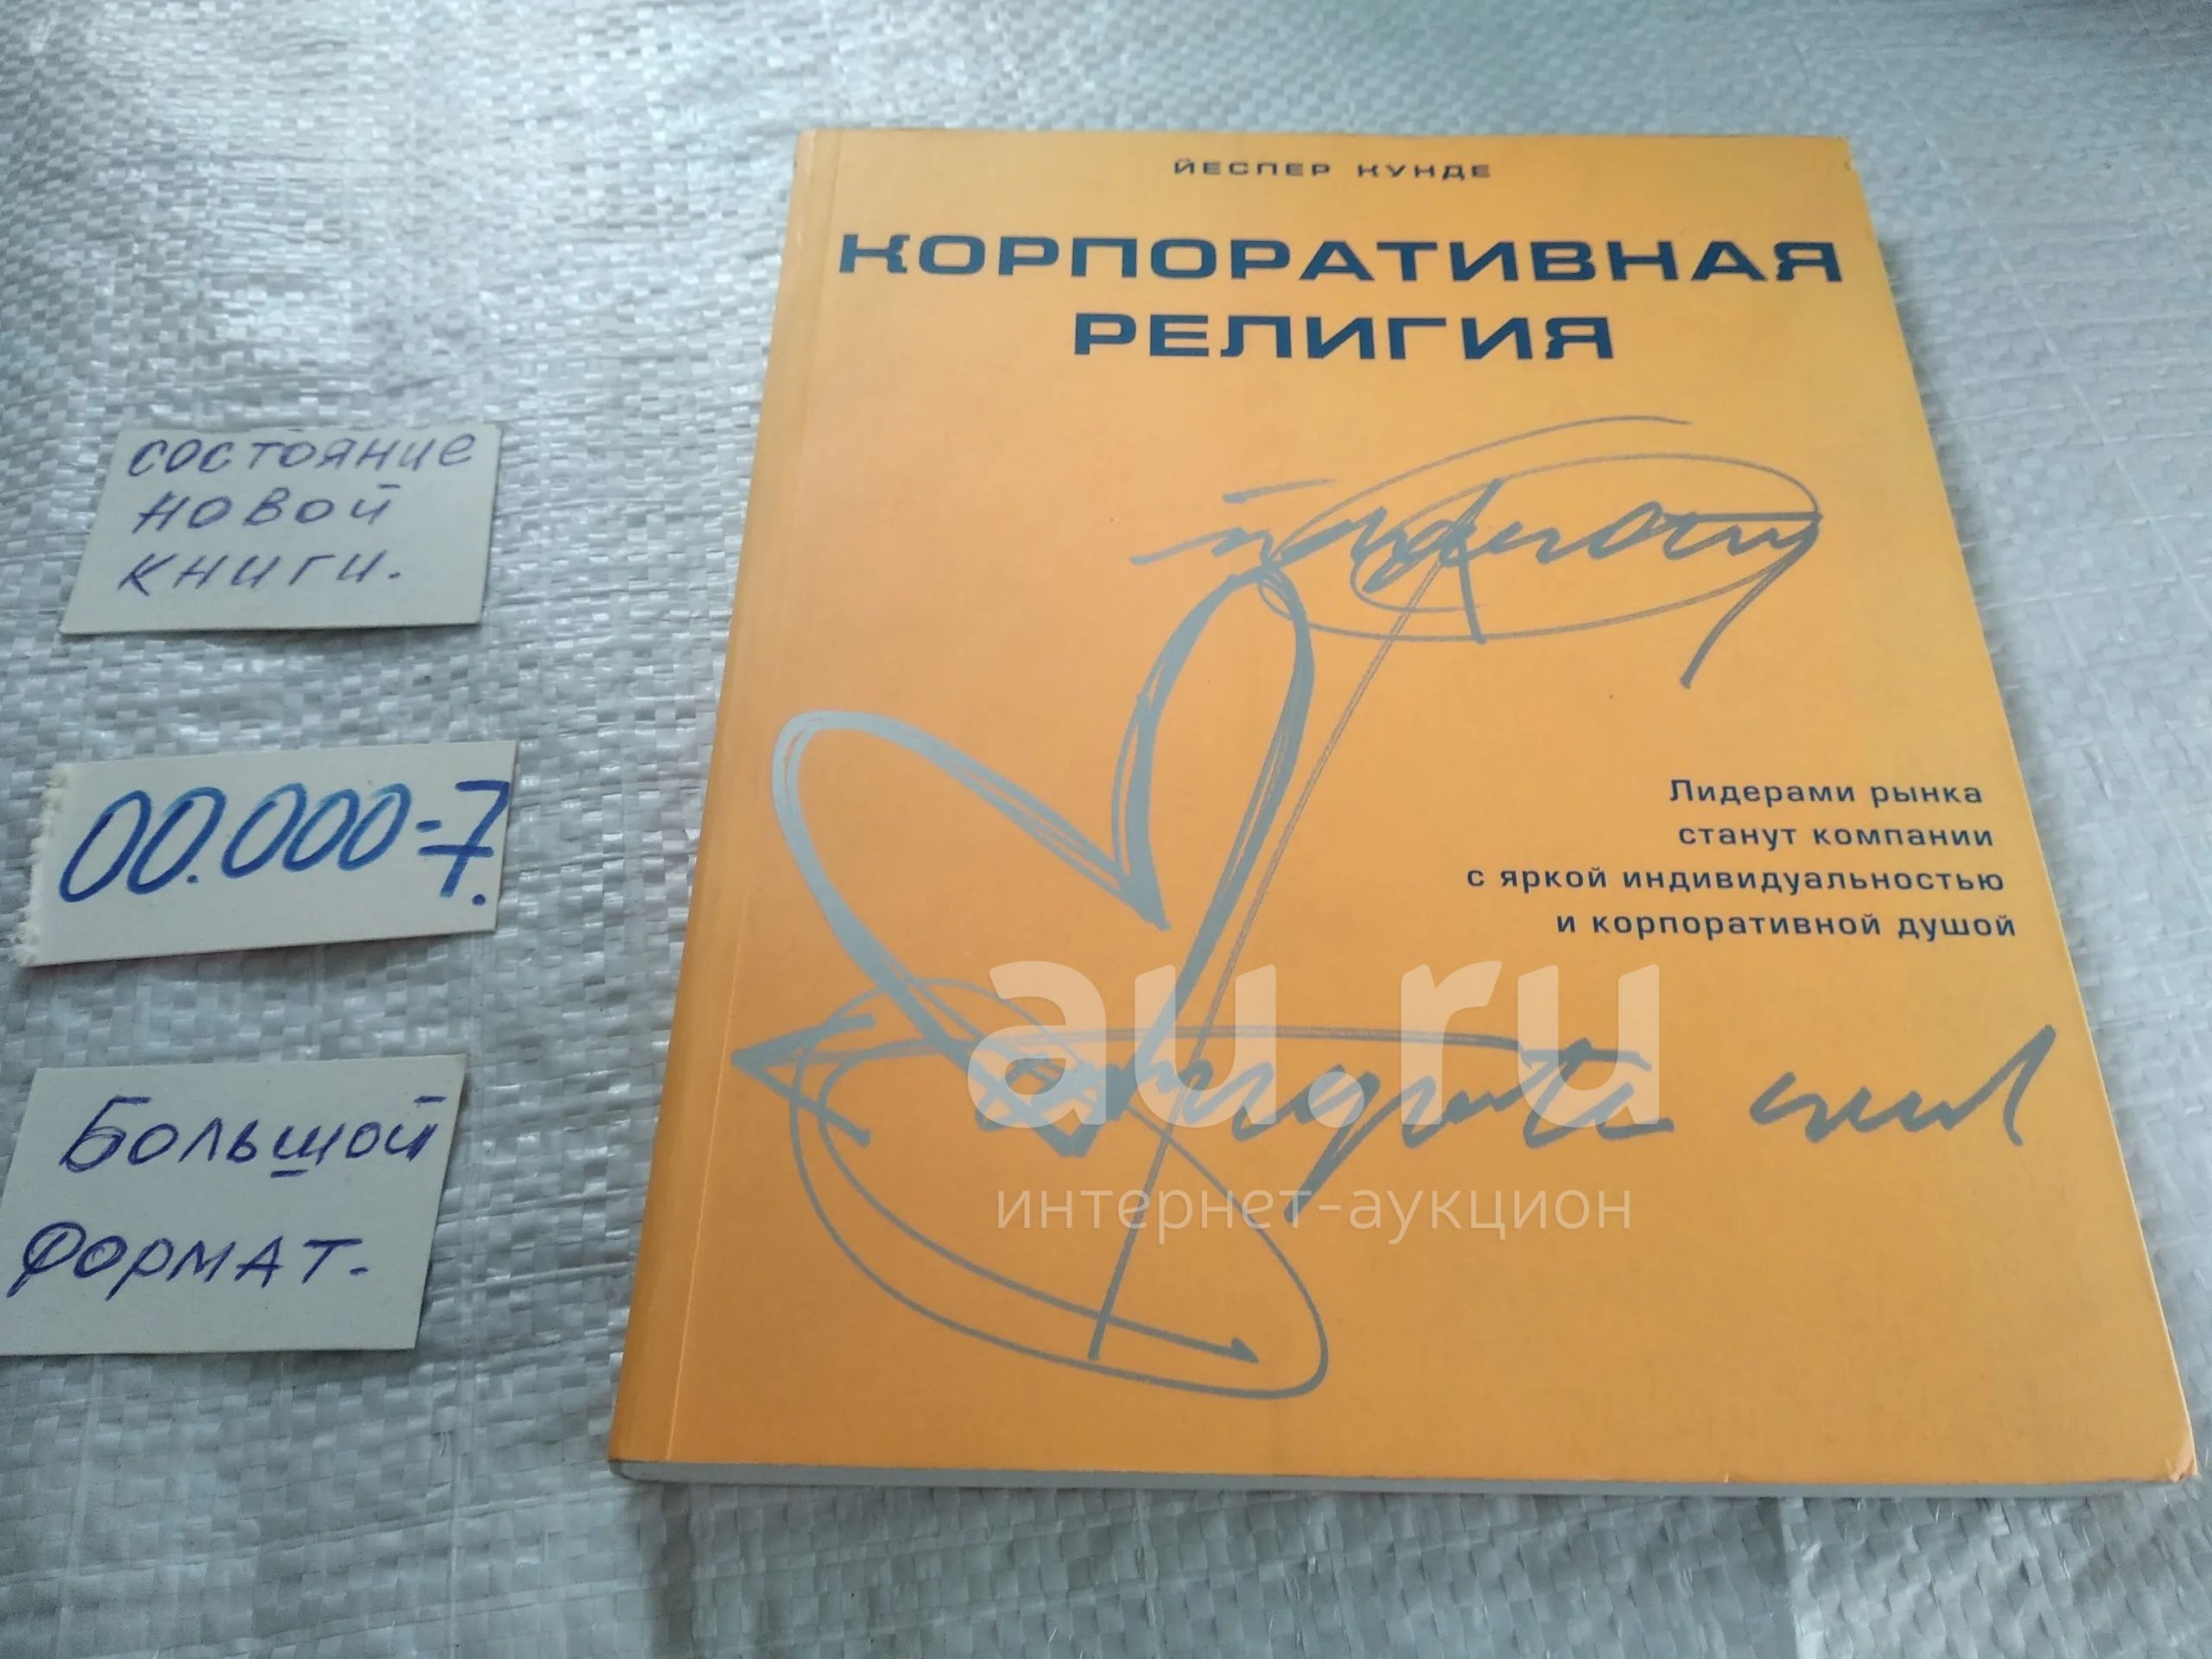 состояние
новой
книги.
00.000-7.
Большой
формат.
ЙЕСПЕР КУНДЕ
КОРПОРАТИВНАЯ
РЕЛИГИЯ
Лидерами рынка
станут компании
с яркой индивидуальностью
и корпоративной душой
au.ru
интернет-аукцион